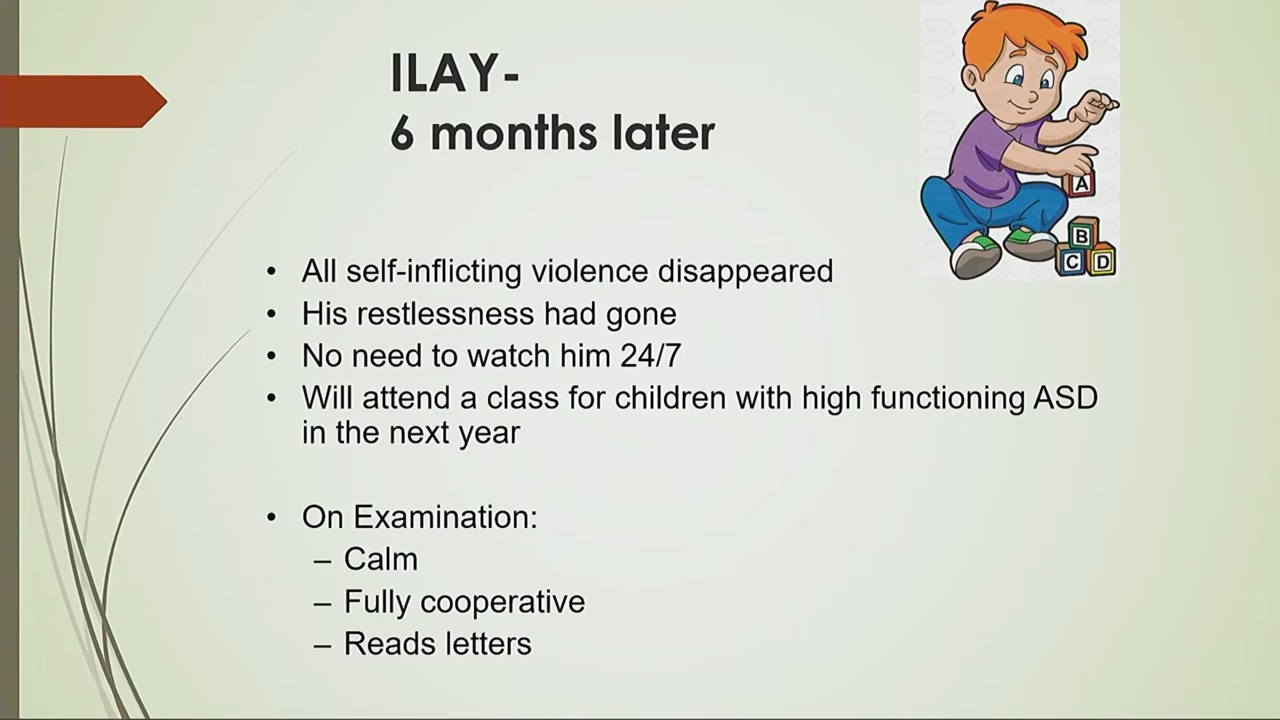 ILAY-
6 months later
A
B
C D
• All self-inflicting violence disappeared
• His restlessness had gone
• No need to watch him 24/7
• Will attend a class for children with high functioning ASD
in the next year
• On Examination:
– Calm
– Fully cooperative
– Reads letters